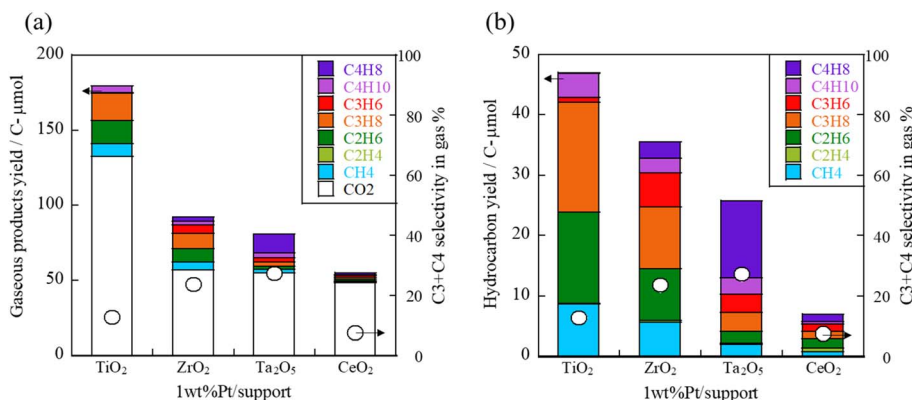 (a)
(b)
200
150
100
50
0
Gaseous products yield / C- μmol
C4H8
C4H10
C3H6
C3H8
C2H6
C2H4
CH4
CO2
100
80
60
40
20
0
C3+C4 selectivity in gas %
TiO₂ ZrO₂ Ta₂O₅ CeO₂
1wt%Pt/support
50
40
30
20
10
0
Hydrocarbon yield / C-μmol
C4H8
C4H10
C3H6
C3H8
C2H6
C2H4
CH4
100
80
60
40
20
0
C3+C4 selectivity in gas %
TiO₂ ZrO₂ Ta₂O₅ CeO₂
1wt%Pt/support